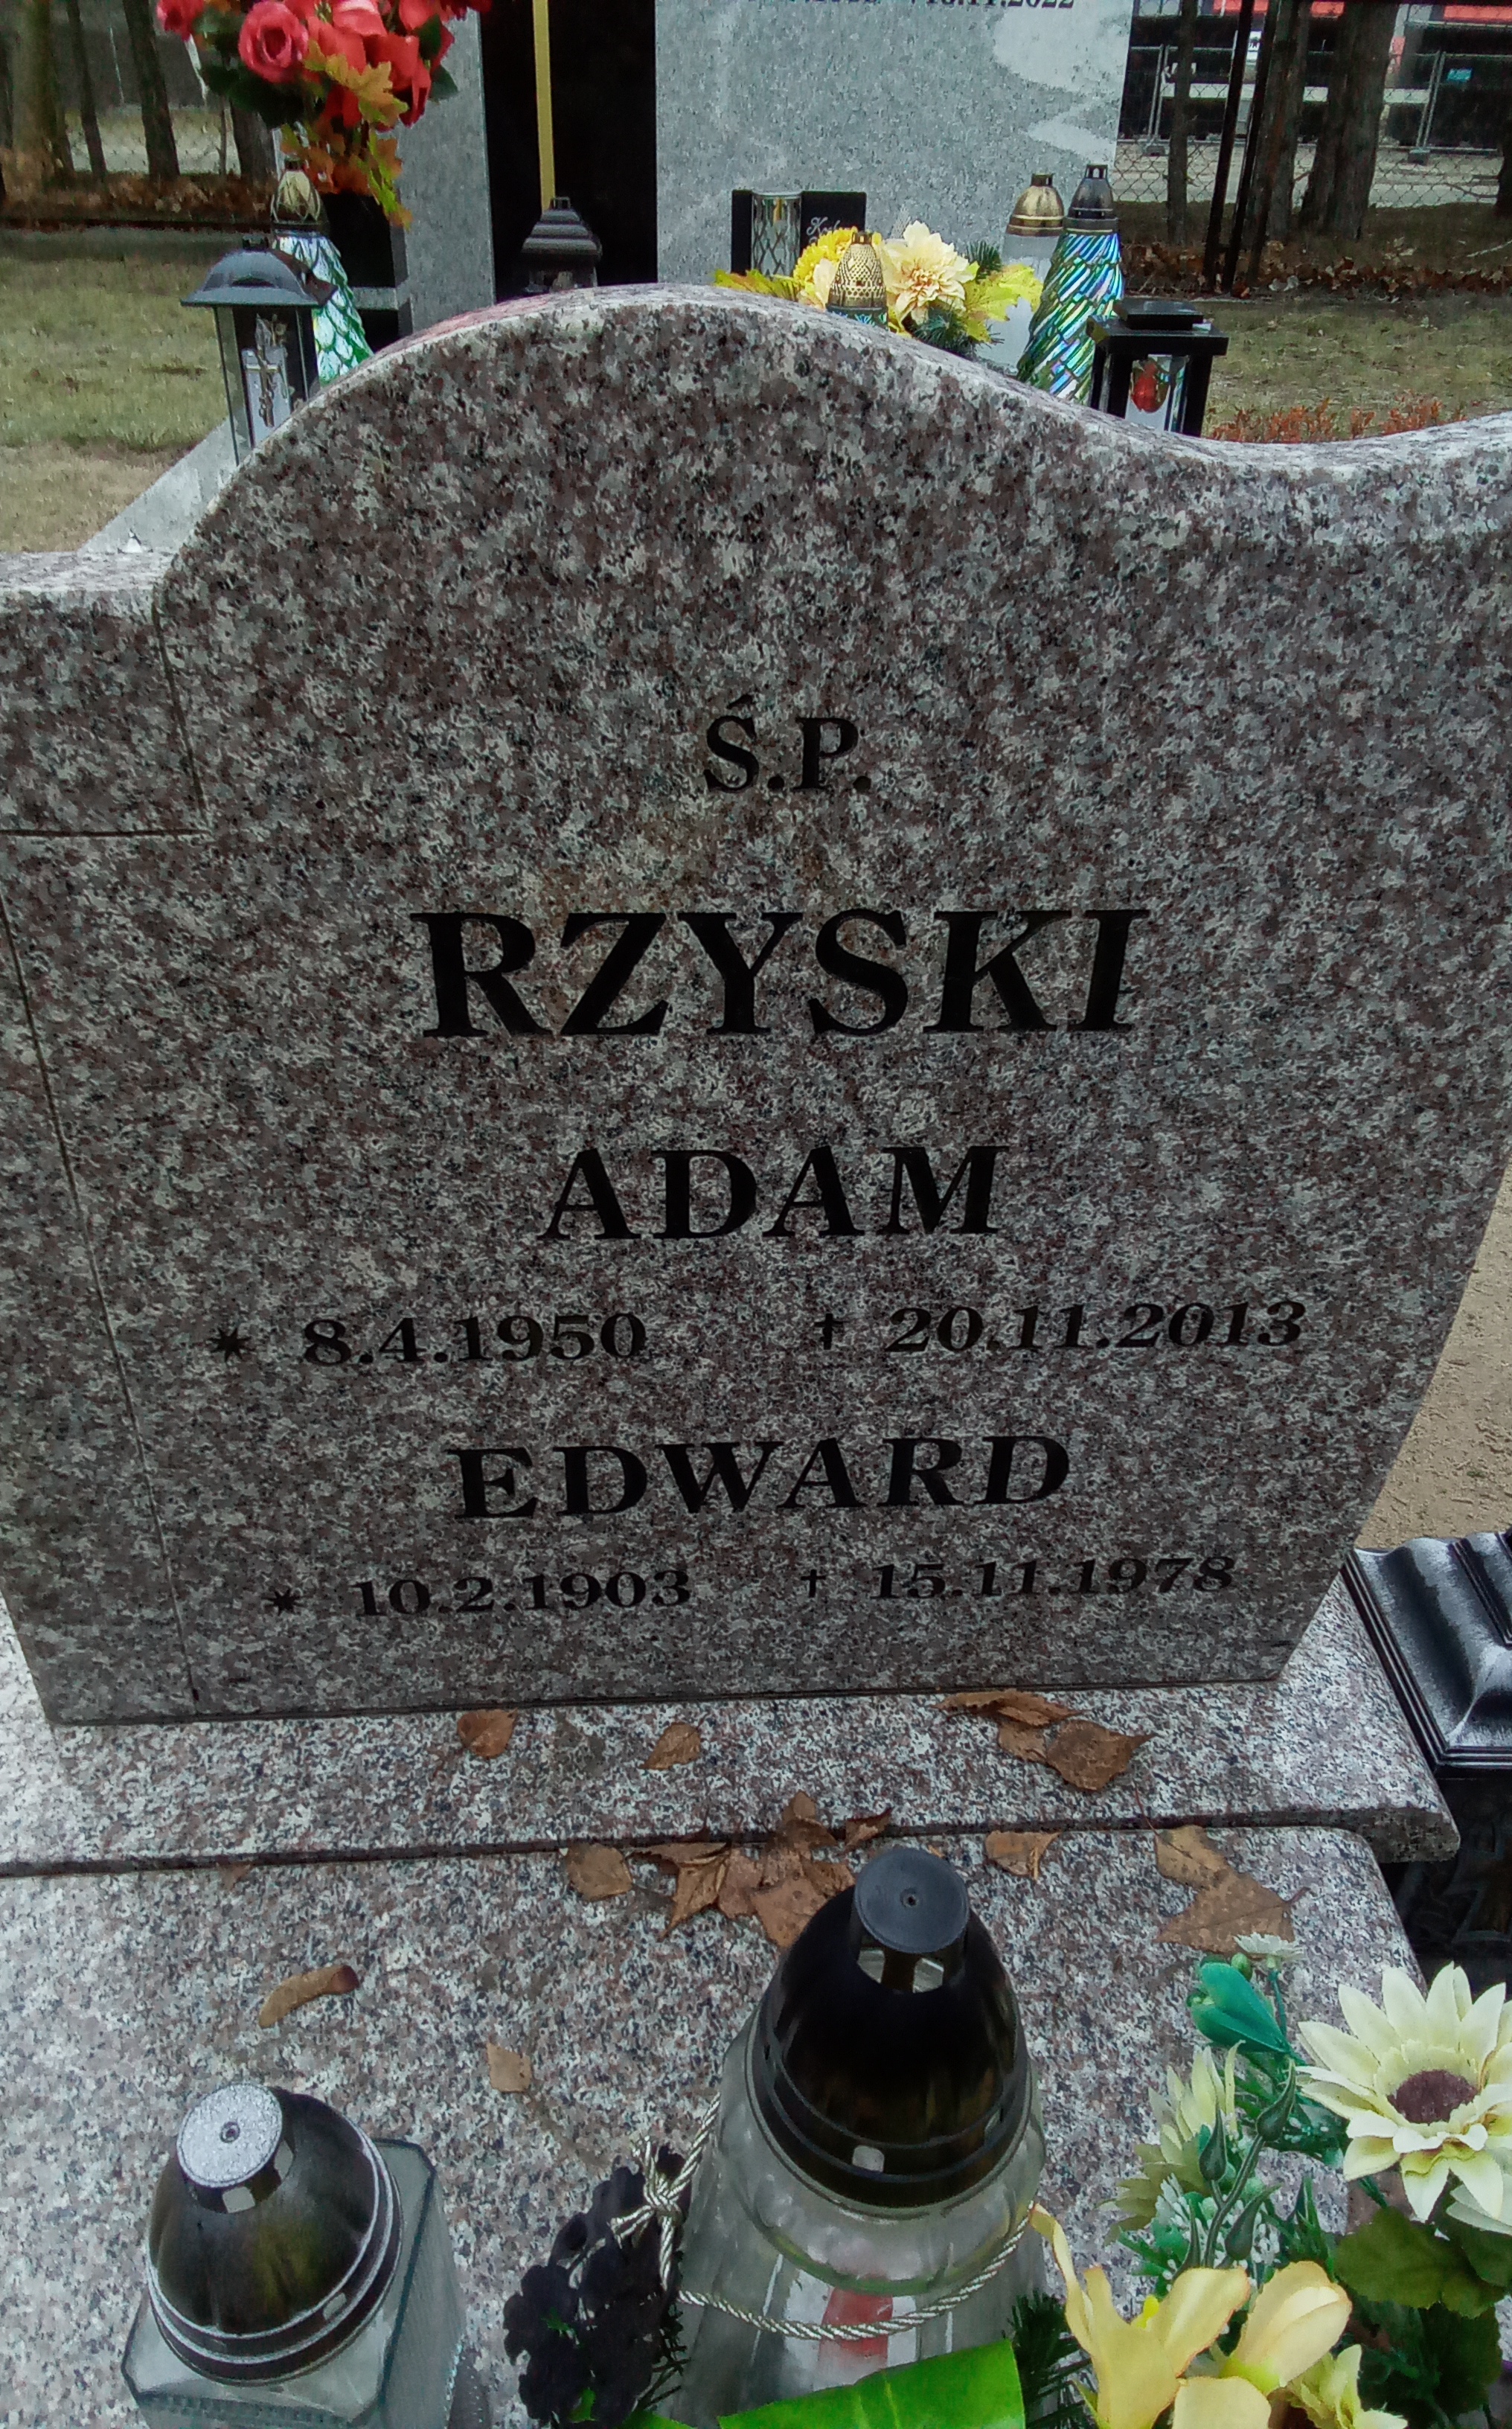 Ś.P.
RZYSKI
ADAM
* 8.4.1950 † 20.11.2013
EDWARD
* 10.2.1903 † 15.11.1978